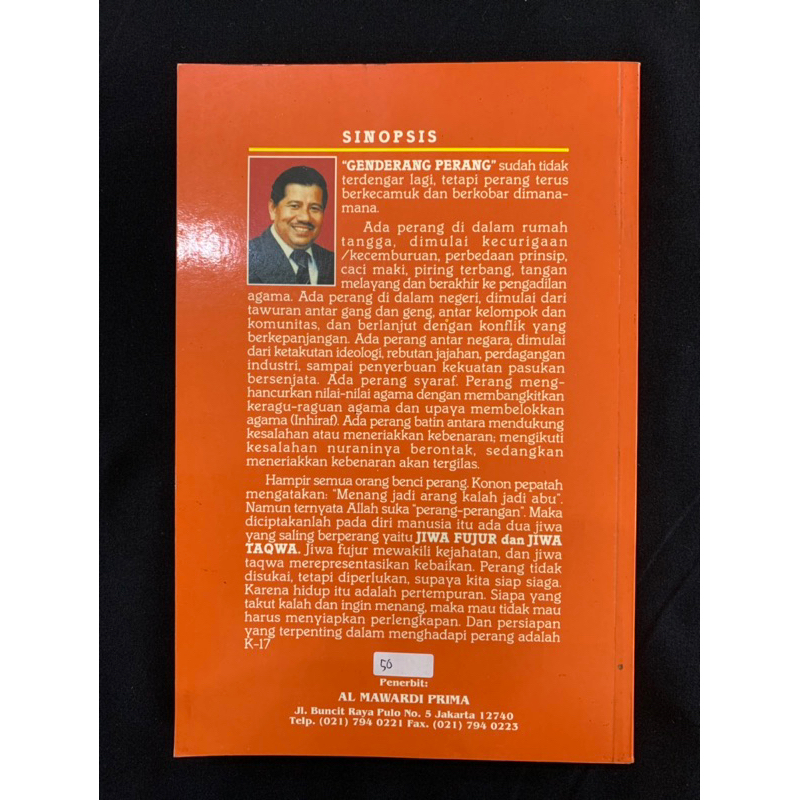 SINOPSIS
"GENDERANG PERANG" sudah tidak
terdengar lagi, tetapi perang terus
berkecamuk dan berkobar dimana-
mana.
Ada perang di dalam rumah
tangga, dimulai kecurigaan
/kecemburuan, perbedaan prinsip,
caci maki, piring terbang, tangan
melayang dan berakhir ke pengadilan
agama. Ada perang di dalam negeri, dimulai dari
tawuran antar gang dan geng, antar kelompok dan
komunitas, dan berlanjut dengan konflik yang
berkepanjangan. Ada perang antar negara, dimulai
dari ketakutan ideologi, rebutan jajahan, perdagangan
industri, sampai penyerbuan kekuatan pasukan
bersenjata. Ada perang syaraf. Perang meng-
hancurkan nilai-nilai agama dengan membangkitkan
keragu-raguan agama dan upaya membelokkan
agama (Inhiraf). Ada perang batin antara mendukung
kesalahan atau meneriakkan kebenaran; mengikuti
kesalahan nuraninya berontak, sedangkan
meneriakkan kebenaran akan tergilas.
Hampir semua orang benci perang. Konon pepatah
mengatakan: "Menang jadi arang kalah jadi abu".
Namun ternyata Allah suka "perang-perangan". Maka
diciptakanlah pada diri manusia itu ada dua jiwa
yang saling berperang yaitu JIWA FUJUR dan JIWA
TAQWA. Jiwa fujur mewakili kejahatan, dan jiwa
taqwa merepresentasikan kebaikan. Perang tidak
disukai, tetapi diperlukan, supaya kita siap siaga.
Karena hidup itu adalah pertempuran. Siapa yang
takut kalah dan ingin menang, maka mau tidak mau
harus menyiapkan perlengkapan. Dan persiapan
yang terpenting dalam menghadapi perang adalah
K-17
50
Penerbit:
AL MAWARDI PRIMA
Jl. Buncit Raya Pulo No. 5 Jakarta 12740
Telp. (021) 794 0221 Fax. (021) 794 0223